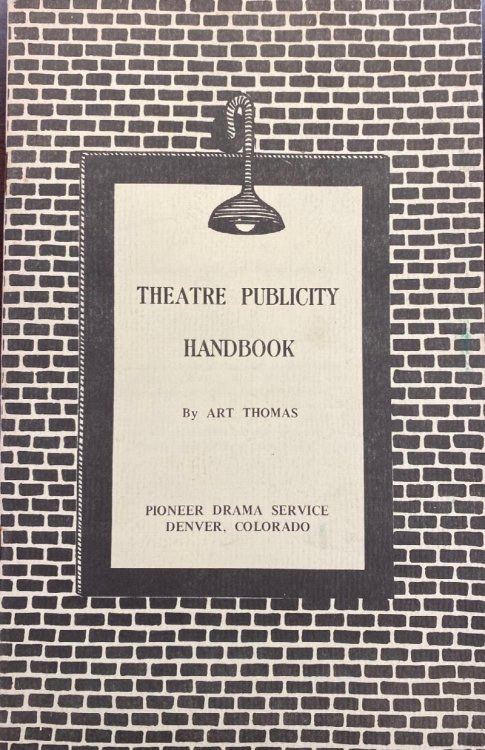 THEATRE PUBLICITY
HANDBOOK
By ART THOMAS
PIONEER DRAMA SERVICE
DENVER, COLORADO